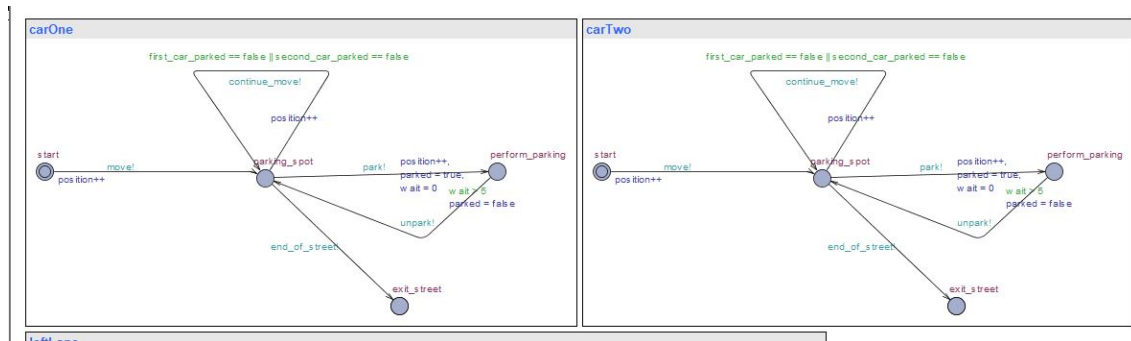 carOne
first_car_parked == false || second_car_parked == false
continue_move!
position++
start
move!
position++
parking_spot
park!
position++,
parked = true,
wait = 0
perform_parking
wait > 5
parked = false
unpark!
end_of_street!
exit_street
carTwo
first_car_parked == false || second_car_parked == false
continue_move!
position++
start
move!
position++
parking_spot
park!
position++,
parked = true,
wait = 0
perform_parking
wait > 5
parked = false
unpark!
end_of_street!
exit_street